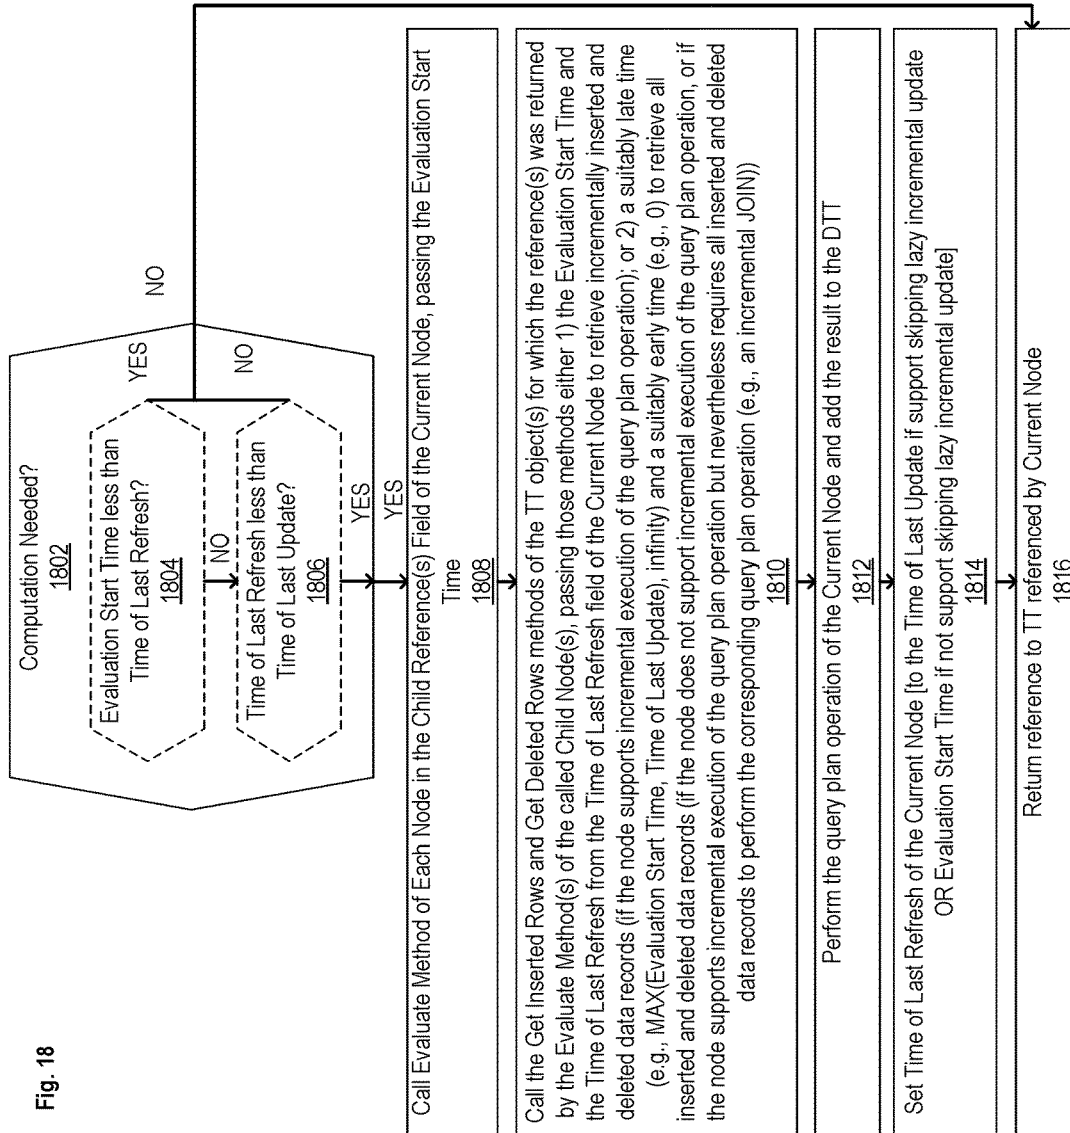 Fig. 18
Computation Needed?
1802
Evaluation Start Time less than
Time of Last Refresh?
1804
YES
NO
NO
Time of Last Refresh less than
Time of Last Update?
1806
NO
YES
YES
Call Evaluate Method of Each Node in the Child Reference(s) Field of the Current Node, passing the Evaluation Start
Time
1808
Call the Get Inserted Rows and Get Deleted Rows methods of the TT object(s) for which the reference(s) was returned
by the Evaluate Method(s) of the called Child Node(s), passing those methods either 1) the Evaluation Start Time and
the Time of Last Refresh from the Time of Last Refresh field of the Current Node to retrieve incrementally inserted and
deleted data records (if the node supports incremental execution of the query plan operation); or 2) a suitably late time
(e.g., MAX(Evaluation Start Time, Time of Last Update), infinity) and a suitably early time (e.g., 0) to retrieve all
inserted and deleted data records (if the node does not support incremental execution of the query plan operation, or if
the node supports incremental execution of the query plan operation but nevertheless requires all inserted and deleted
data records to perform the corresponding query plan operation (e.g., an incremental JOIN))
1810
Perform the query plan operation of the Current Node and add the result to the DTT
1812
Set Time of Last Refresh of the Current Node [to the Time of Last Update if support skipping lazy incremental update
OR Evaluation Start Time if not support skipping lazy incremental update]
1814
Return reference to TT referenced by Current Node
1816